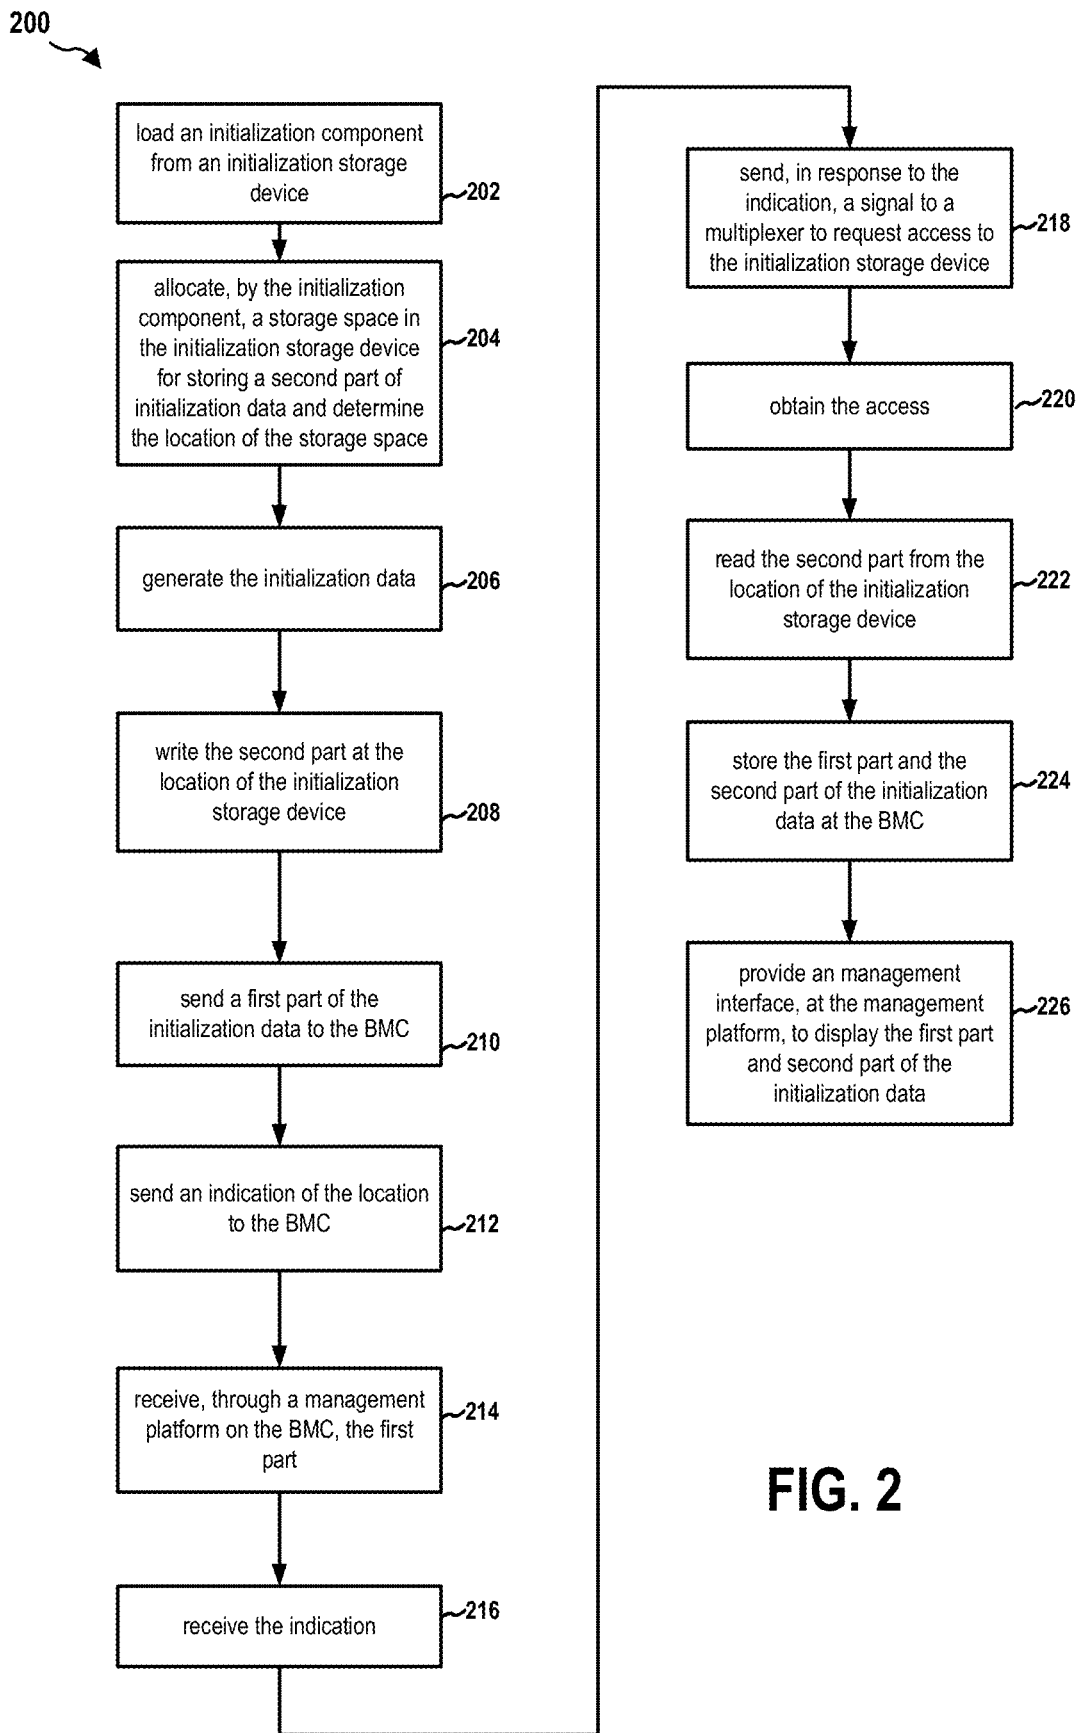 200
load an initialization component
from an initialization storage
device
202
allocate, by the initialization
component, a storage space in
the initialization storage device
for storing a second part of
initialization data and determine
the location of the storage space
204
generate the initialization data
206
write the second part at the
location of the initialization
storage device
208
send a first part of the
initialization data to the BMC
210
send an indication of the location
to the BMC
212
receive, through a management
platform on the BMC, the first
part
214
receive the indication
216
send, in response to the
indication, a signal to a
multiplexer to request access to
the initialization storage device
218
obtain the access
220
read the second part from the
location of the initialization
storage device
222
store the first part and the
second part of the initialization
data at the BMC
224
provide an management
interface, at the management
platform, to display the first part
and second part of the
initialization data
226
FIG. 2